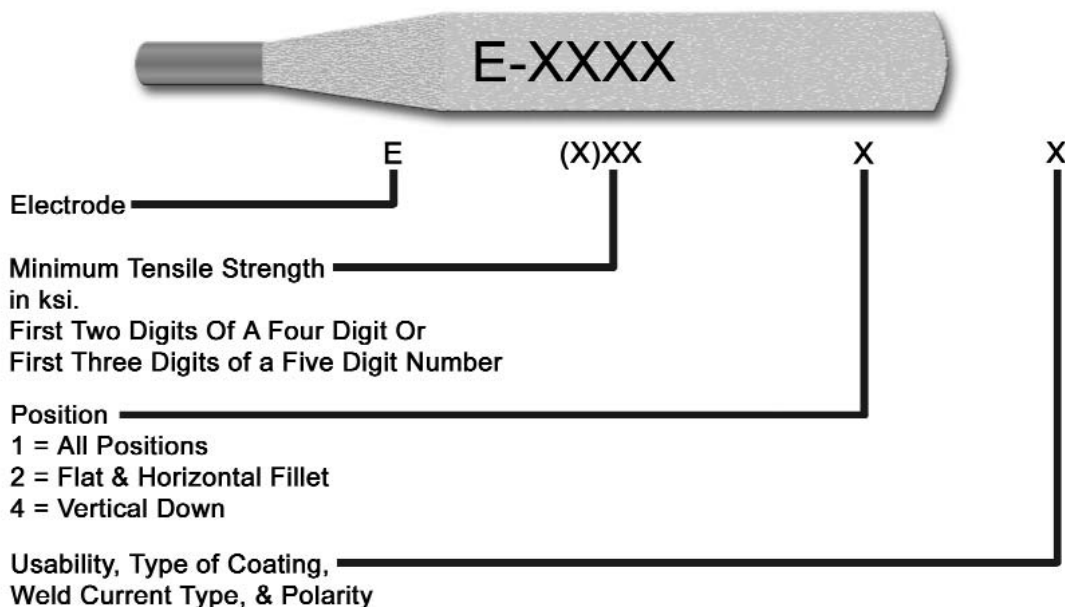 E-XXXX
E (X)XX X X
Electrode
Minimum Tensile Strength
in ksi.
First Two Digits Of A Four Digit Or
First Three Digits of a Five Digit Number
Position
1 = All Positions
2 = Flat & Horizontal Fillet
4 = Vertical Down
Usability, Type of Coating,
Weld Current Type, & Polarity